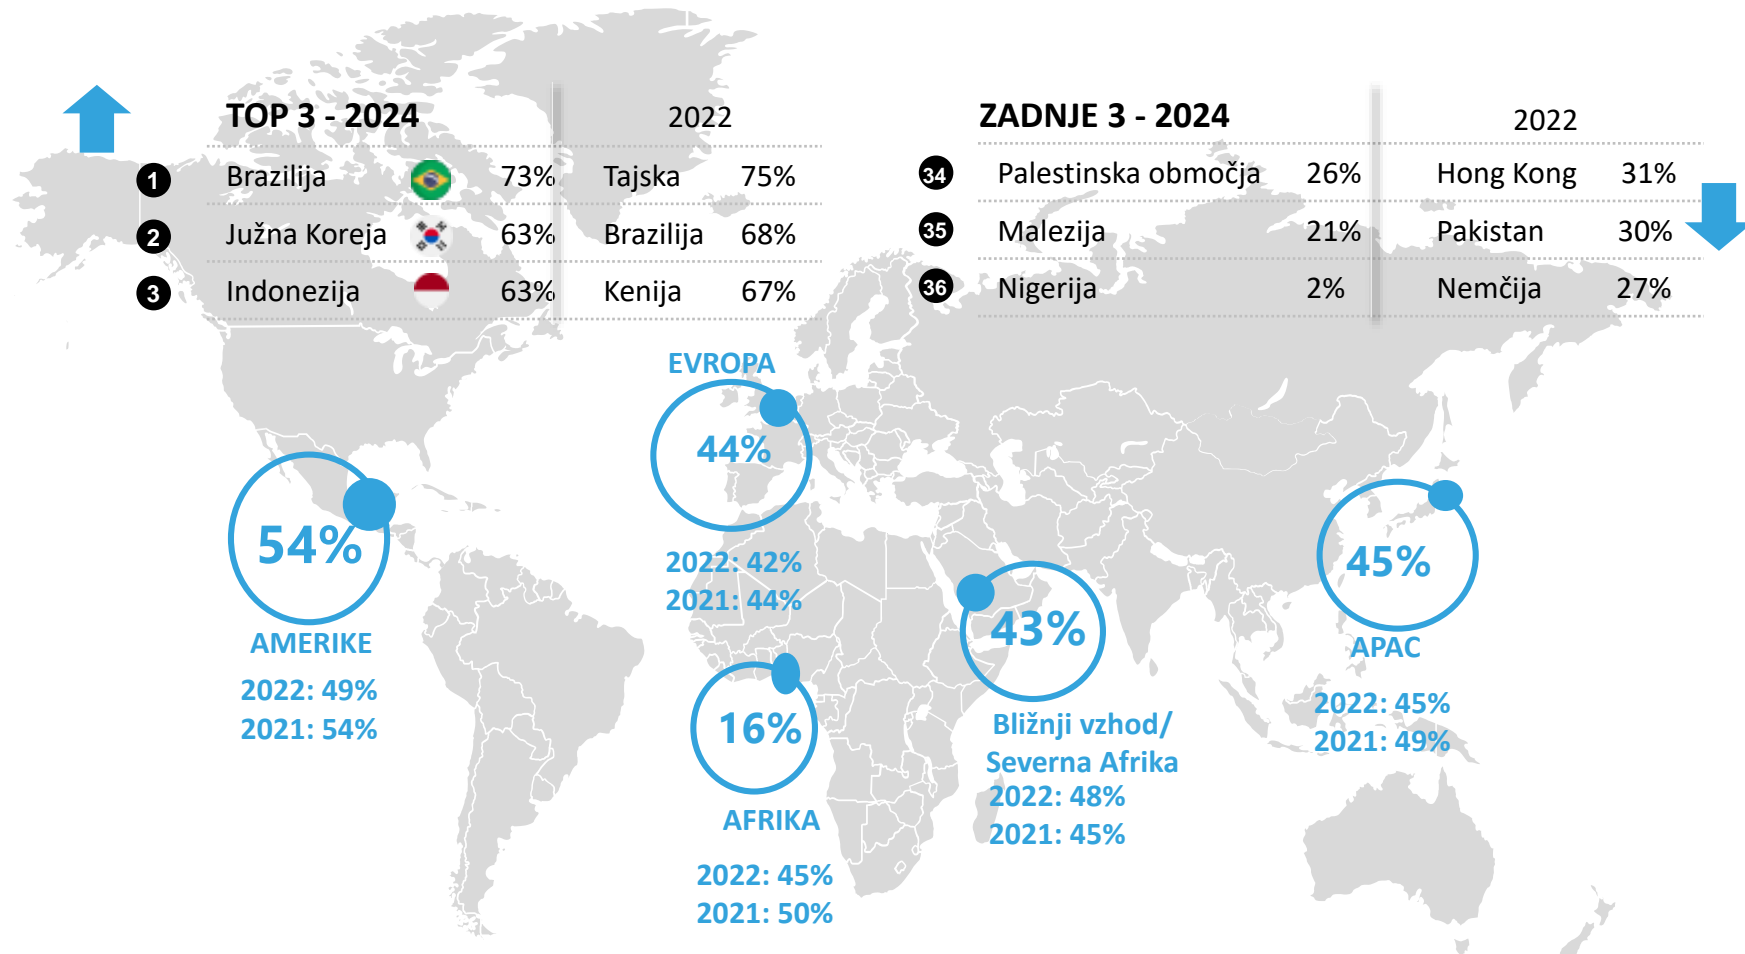 TOP 3 - 2024 2022
1 Brazilija 73% Tajska 75%
2 Južna Koreja 63% Brazilija 68%
3 Indonezija 63% Kenija 67%
ZADNJE 3 - 2024 2022
34 Palestinska območja 26% Hong Kong 31%
35 Malezija 21% Pakistan 30%
36 Nigerija 2% Nemčija 27%
EVROPA
44%
2022: 42%
2021: 44%
54%
AMERIKE
2022: 49%
2021: 54%
45%
APAC
2022: 45%
2021: 49%
43%
Bližnji vzhod/
Severna Afrika
2022: 48%
2021: 45%
16%
AFRIKA
2022: 45%
2021: 50%